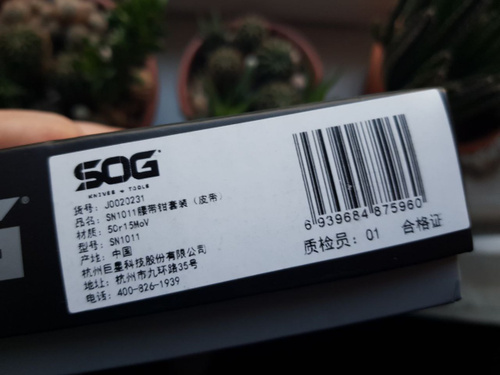 SOG
KNIVES & TOOLS
货号: J0020231
品名: SN1011腰带钳套装（皮带）
材质: 5Cr15MoV
型号: SN1011
产地: 中国
杭州巨星科技股份有限公司
地址: 杭州市九环路35号
电话: 400-826-1939
6 939684 875960
质检员: 01 合格证